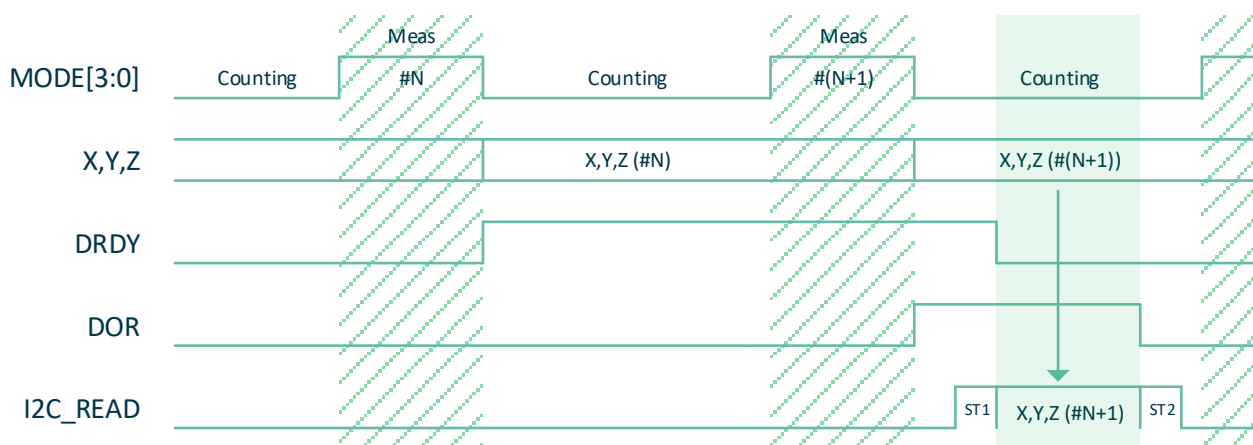 Meas Meas
MODE[3:0] Counting #N Counting #(N+1) Counting
X,Y,Z X,Y,Z (#N) X,Y,Z (#(N+1))
DRDY
DOR
I2C_READ ST1 X,Y,Z (#N+1) ST2